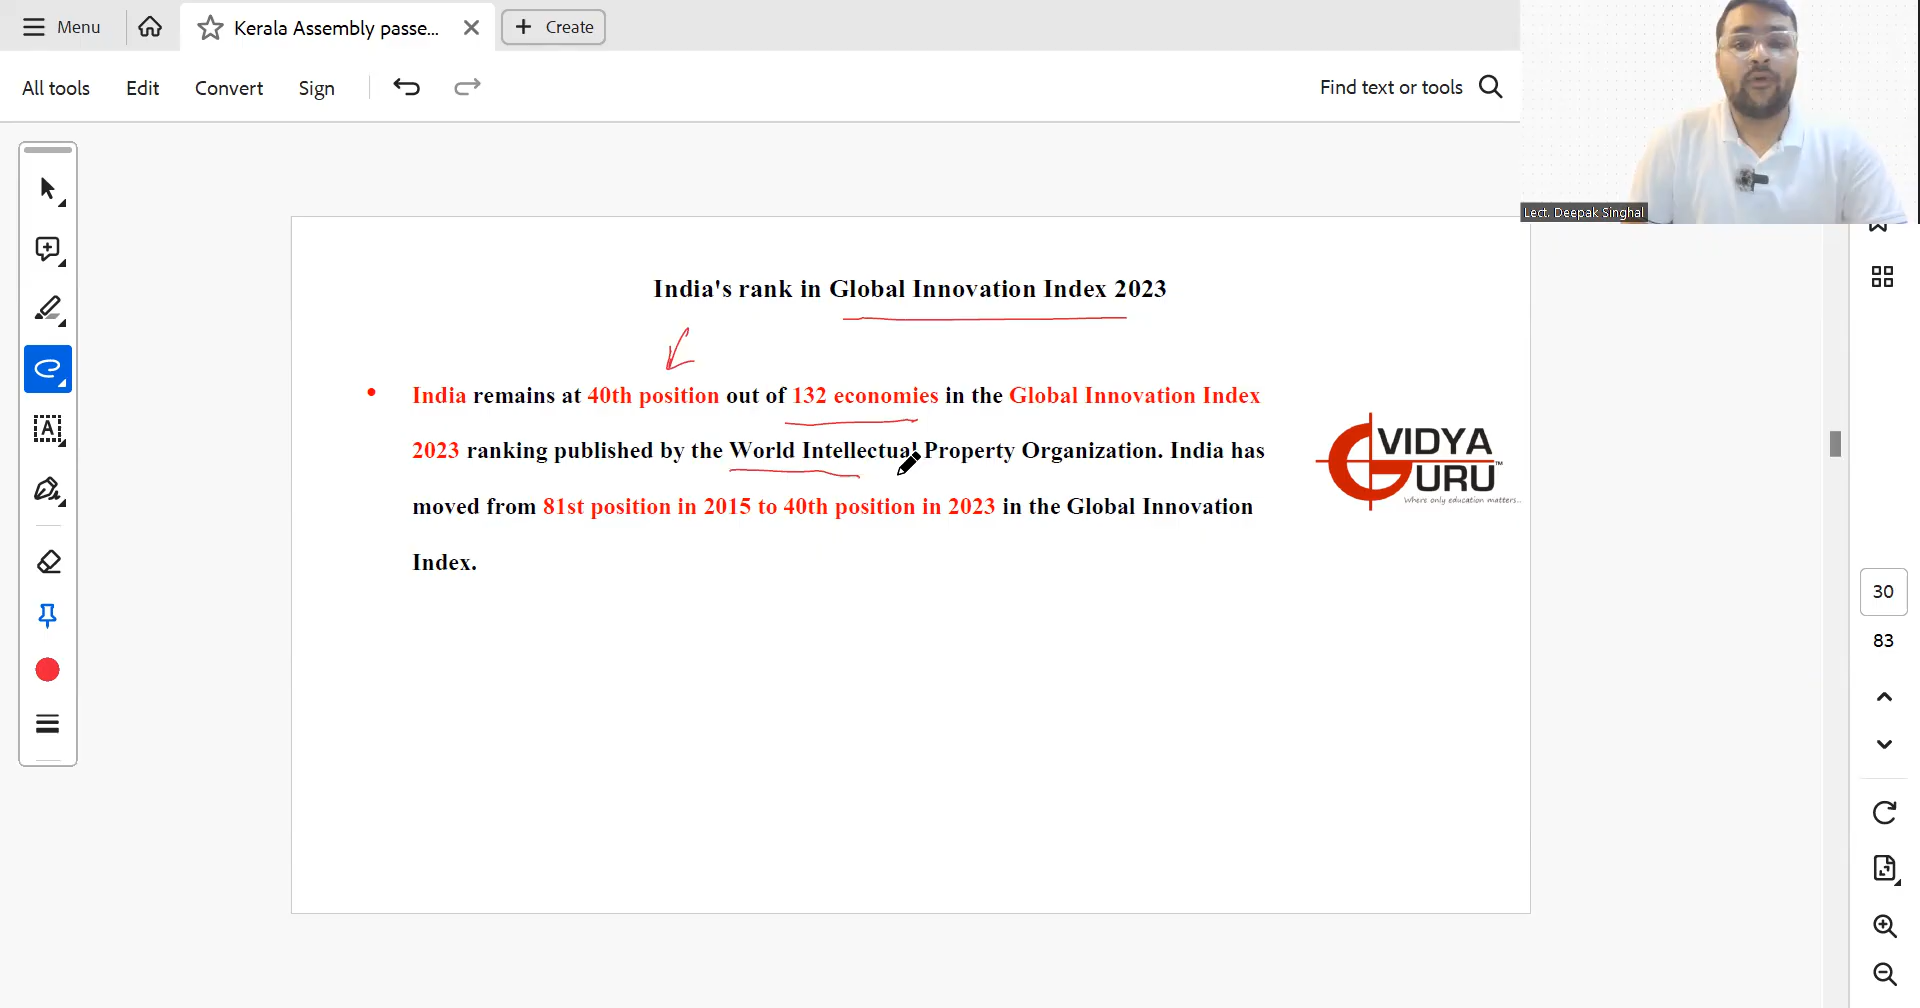 Menu
Kerala Assembly passe...
Create
All tools
Edit
Convert
Sign
Find text or tools
Lect. Deepak Singhal
India's rank in Global Innovation Index 2023
• India remains at 40th position out of 132 economies in the Global Innovation Index
2023 ranking published by the World Intellectual Property Organization. India has
moved from 81st position in 2015 to 40th position in 2023 in the Global Innovation
Index.
VIDYA
GURU™
Where only education matters...
A
30
83